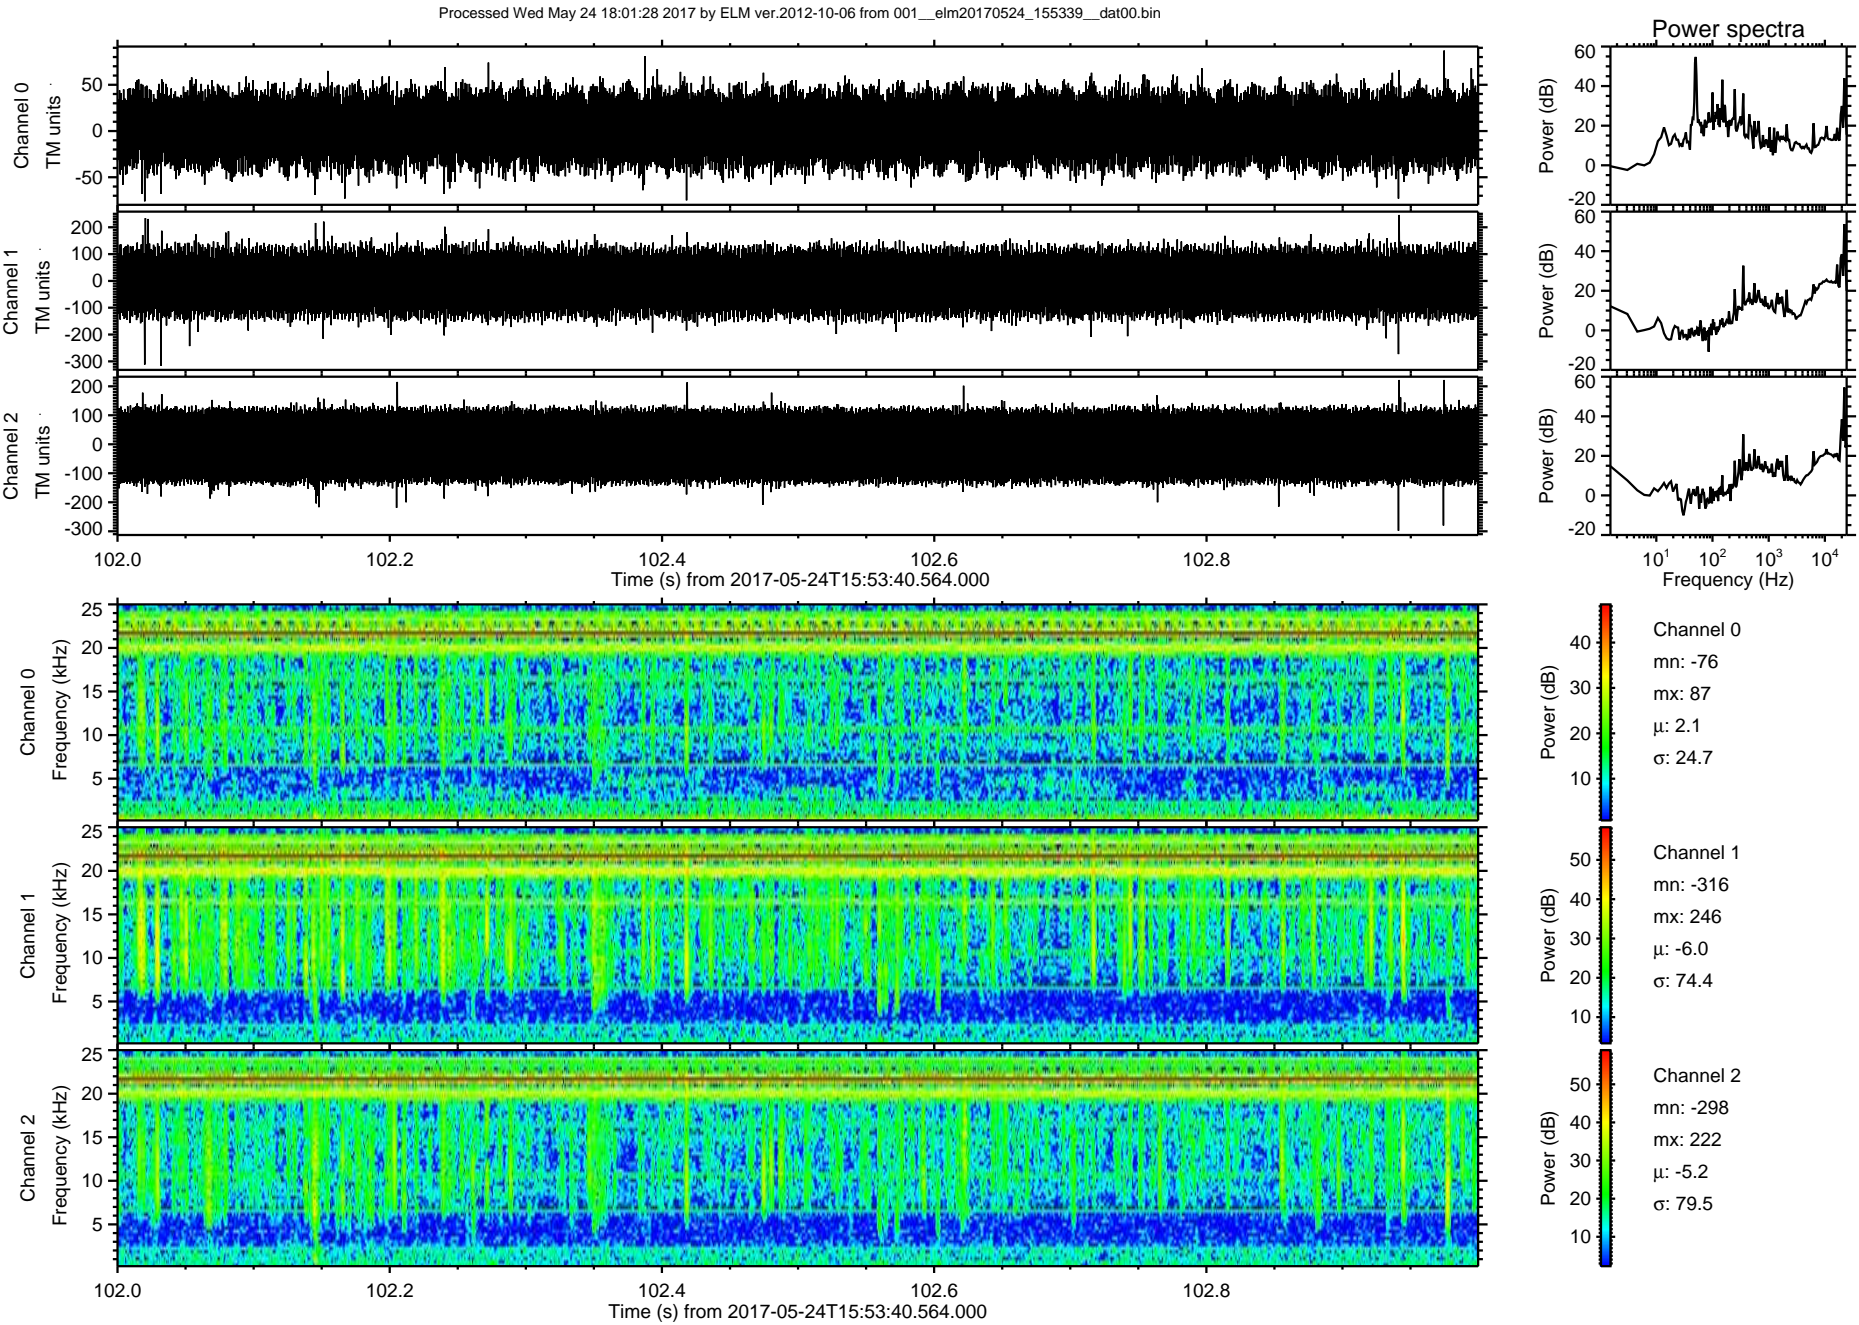 Processed Wed May 24 18:01:28 2017 by ELM ver.2012-10-06 from 001__elm20170524_155339__dat00.bin
Power spectra
Channel 0
TM units
50
0
-50
Power (dB)
60
40
20
0
-20
Channel 1
TM units
200
100
0
-100
-200
-300
Power (dB)
60
40
20
0
-20
Channel 2
TM units
200
100
0
-100
-200
-300
Power (dB)
60
40
20
0
-20
102.0 102.2 102.4 102.6 102.8
Time (s) from 2017-05-24T15:53:40.564.000
10^1 10^2 10^3 10^4
Frequency (Hz)
Channel 0
Frequency (kHz)
25
20
15
10
5
Power (dB)
40
30
20
10
Channel 0
mn: -76
mx: 87
μ: 2.1
σ: 24.7
Channel 1
Frequency (kHz)
25
20
15
10
5
Power (dB)
50
40
30
20
10
Channel 1
mn: -316
mx: 246
μ: -6.0
σ: 74.4
Channel 2
Frequency (kHz)
25
20
15
10
5
Power (dB)
50
40
30
20
10
Channel 2
mn: -298
mx: 222
μ: -5.2
σ: 79.5
102.0 102.2 102.4 102.6 102.8
Time (s) from 2017-05-24T15:53:40.564.000